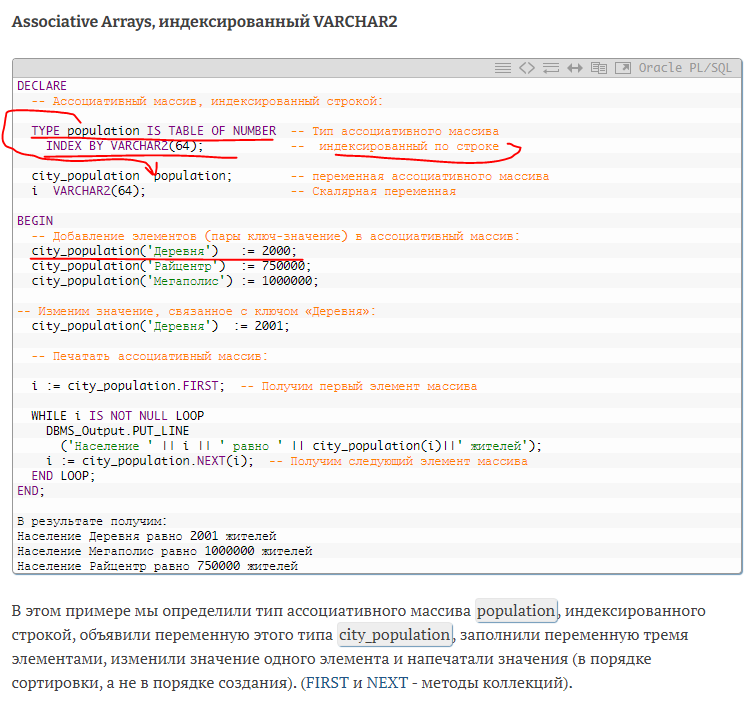 Associative Arrays, индексированный VARCHAR2
Oracle PL/SQL
DECLARE
-- Ассоциативный массив, индексированный строкой:
TYPE population IS TABLE OF NUMBER -- Тип ассоциативного массива
INDEX BY VARCHAR2(64); -- индексированный по строке
city_population population; -- переменная ассоциативного массива
i VARCHAR2(64); -- Скалярная переменная
BEGIN
-- Добавление элементов (пары ключ-значение) в ассоциативный массив:
city_population('Деревня') := 2000;
city_population('Райцентр') := 750000;
city_population('Мегаполис') := 1000000;
-- Изменим значение, связанное с ключом «Деревня»:
city_population('Деревня') := 2001;
-- Печатать ассоциативный массив:
i := city_population.FIRST; -- Получим первый элемент массива
WHILE i IS NOT NULL LOOP
DBMS_Output.PUT_LINE
('Население ' || i || ' равно ' || city_population(i)||' жителей');
i := city_population.NEXT(i); -- Получим следующий элемент массива
END LOOP;
END;
В результате получим:
Население Деревня равно 2001 жителей
Население Мегаполис равно 1000000 жителей
Население Райцентр равно 750000 жителей
В этом примере мы определили тип ассоциативного массива population, индексированного
строкой, объявили переменную этого типа city_population, заполнили переменную тремя
элементами, изменили значение одного элемента и напечатали значения (в порядке
сортировки, а не в порядке создания). (FIRST и NEXT - методы коллекций).